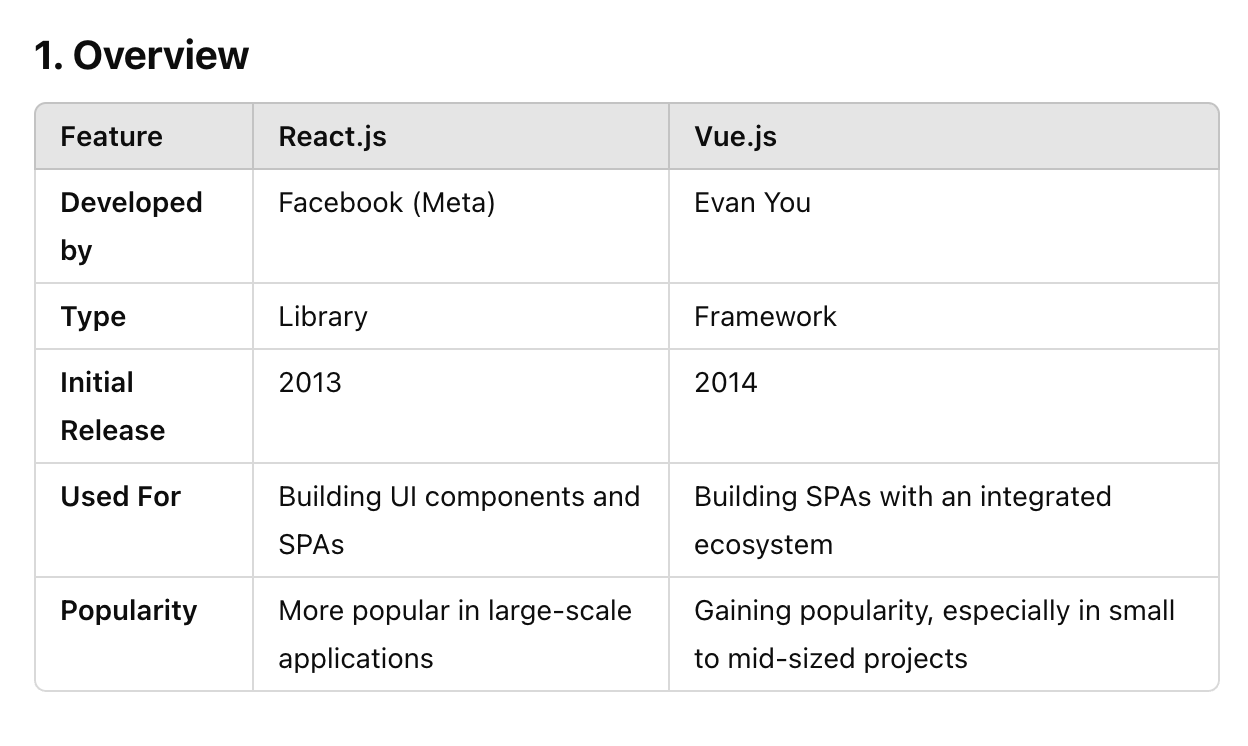 1. Overview
Feature React.js Vue.js
Developed by Facebook (Meta) Evan You
Type Library Framework
Initial Release 2013 2014
Used For Building UI components and SPAs Building SPAs with an integrated ecosystem
Popularity More popular in large-scale applications Gaining popularity, especially in small to mid-sized projects